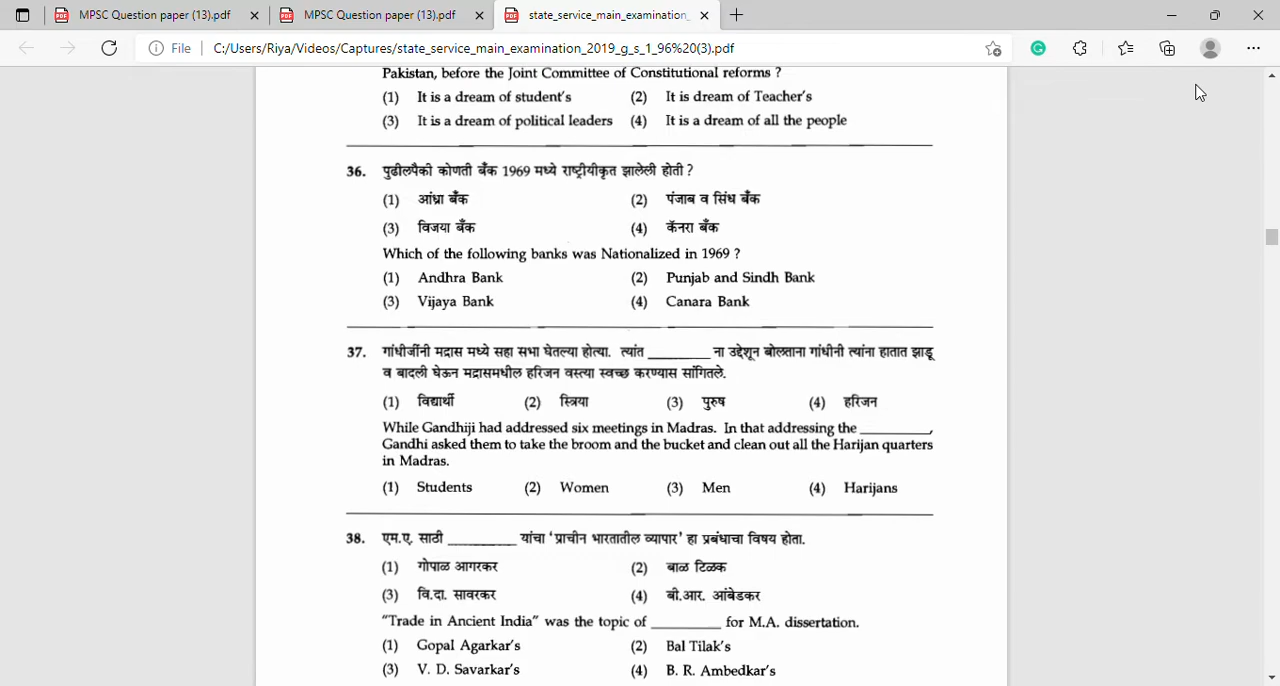 MPSC Question paper (13).pdf
MPSC Question paper (13).pdf
state_service_main_examination_
File
C:/Users/Riya/Videos/Captures/state_service_main_examination_2019_g_s_1_96%20(3).pdf
Pakistan, before the Joint Committee of Constitutional reforms ?
(1) It is a dream of student's (2) It is dream of Teacher's
(3) It is a dream of political leaders (4) It is a dream of all the people
36. पुढीलपैकी कोणती बँक 1969 मध्ये राष्ट्रीयीकृत झालेली होती ?
(1) आंध्रा बँक (2) पंजाब व सिंध बँक
(3) विजया बँक (4) कॅनरा बँक
Which of the following banks was Nationalized in 1969 ?
(1) Andhra Bank (2) Punjab and Sindh Bank
(3) Vijaya Bank (4) Canara Bank
37. गांधीजींनी मद्रास मध्ये सहा सभा घेतल्या होत्या. त्यांत ________ ना उद्देशून बोलताना गांधीनी त्यांना हातात झाडू
व बादली घेऊन मद्रासमधील हरिजन वस्त्या स्वच्छ करण्यास सांगितले.
(1) विद्यार्थी (2) स्त्रिया (3) पुरुष (4) हरिजन
While Gandhiji had addressed six meetings in Madras. In that addressing the ________,
Gandhi asked them to take the broom and the bucket and clean out all the Harijan quarters
in Madras.
(1) Students (2) Women (3) Men (4) Harijans
38. एम.ए. साठी ________ यांचा 'प्राचीन भारतातील व्यापार' हा प्रबंधाचा विषय होता.
(1) गोपाळ आगरकर (2) बाळ टिळक
(3) वि.दा. सावरकर (4) बी.आर. आंबेडकर
"Trade in Ancient India" was the topic of ________ for M.A. dissertation.
(1) Gopal Agarkar's (2) Bal Tilak's
(3) V. D. Savarkar's (4) B. R. Ambedkar's